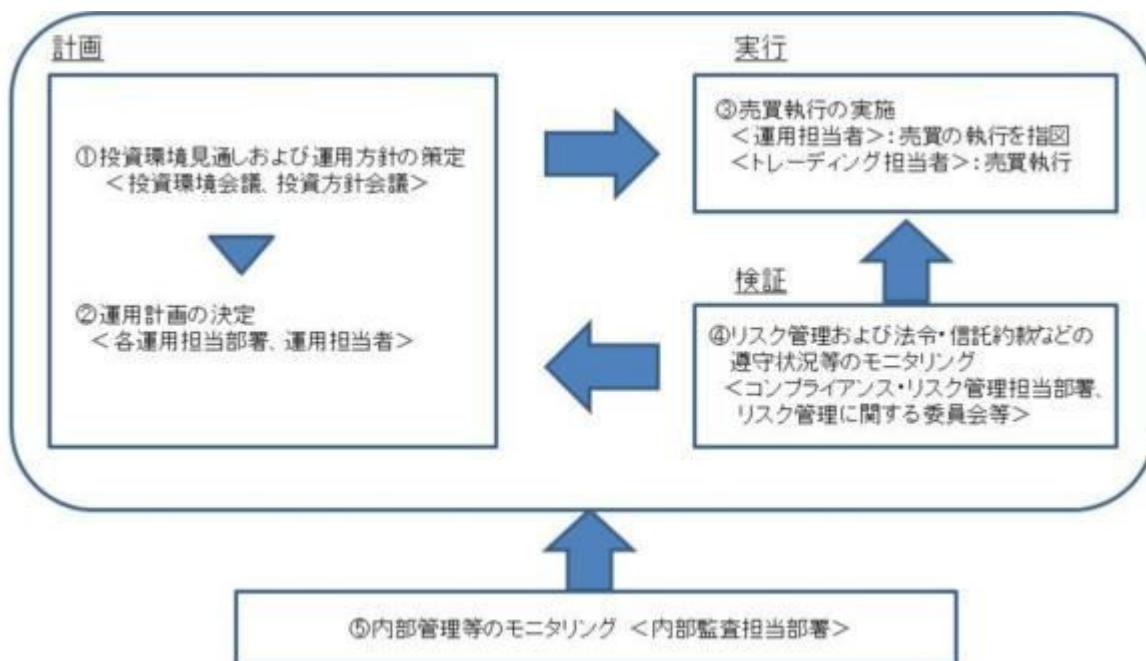 計画
①投資環境見通しおよび運用方針の策定
<投資環境会議、投資方針会議>
②運用計画の決定
<各運用担当部署、運用担当者>
実行
③売買執行の実施
<運用担当者>:売買の執行を指図
<トレーディング担当者>:売買執行
検証
④リスク管理および法令・信託約款などの
遵守状況等のモニタリング
<コンプライアンス・リスク管理担当部署、
リスク管理に関する委員会等>
⑤内部管理等のモニタリング <内部監査担当部署>